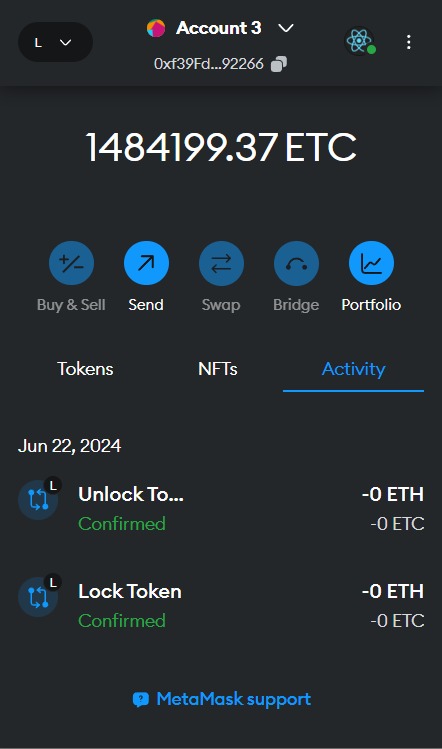 L
Account 3
0xf39Fd...92266
1484199.37 ETC
Buy & Sell Send Swap Bridge Portfolio
Tokens NFTs Activity
Jun 22, 2024
L
Unlock To... -0 ETH
Confirmed -0 ETC
L
Lock Token -0 ETH
Confirmed -0 ETC
MetaMask support